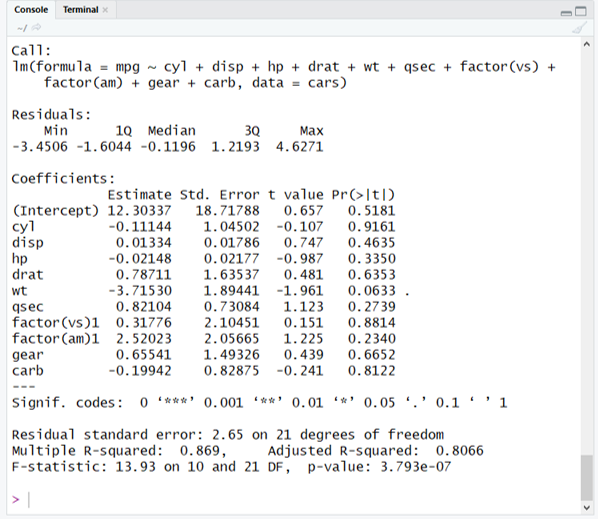 Console Terminal ×
~/
Call:
lm(formula = mpg ~ cyl + disp + hp + drat + wt + qsec + factor(vs) +
    factor(am) + gear + carb, data = cars)

Residuals:
    Min      1Q  Median      3Q     Max
-3.4506 -1.6044 -0.1196  1.2193  4.6271

Coefficients:
            Estimate Std. Error t value Pr(>|t|)
(Intercept) 12.30337   18.71788   0.657   0.5181
cyl         -0.11144    1.04502  -0.107   0.9161
disp         0.01334    0.01786   0.747   0.4635
hp          -0.02148    0.02177  -0.987   0.3350
drat         0.78711    1.63537   0.481   0.6353
wt          -3.71530    1.89441  -1.961   0.0633 .
qsec         0.82104    0.73084   1.123   0.2739
factor(vs)1  0.31776    2.10451   0.151   0.8814
factor(am)1  2.52023    2.05665   1.225   0.2340
gear         0.65541    1.49326   0.439   0.6652
carb        -0.19942    0.82875  -0.241   0.8122
---
Signif. codes:  0 ‘***’ 0.001 ‘**’ 0.01 ‘*’ 0.05 ‘.’ 0.1 ‘ ’ 1

Residual standard error: 2.65 on 21 degrees of freedom
Multiple R-squared:  0.869,     Adjusted R-squared:  0.8066
F-statistic: 13.93 on 10 and 21 DF,  p-value: 3.793e-07

>